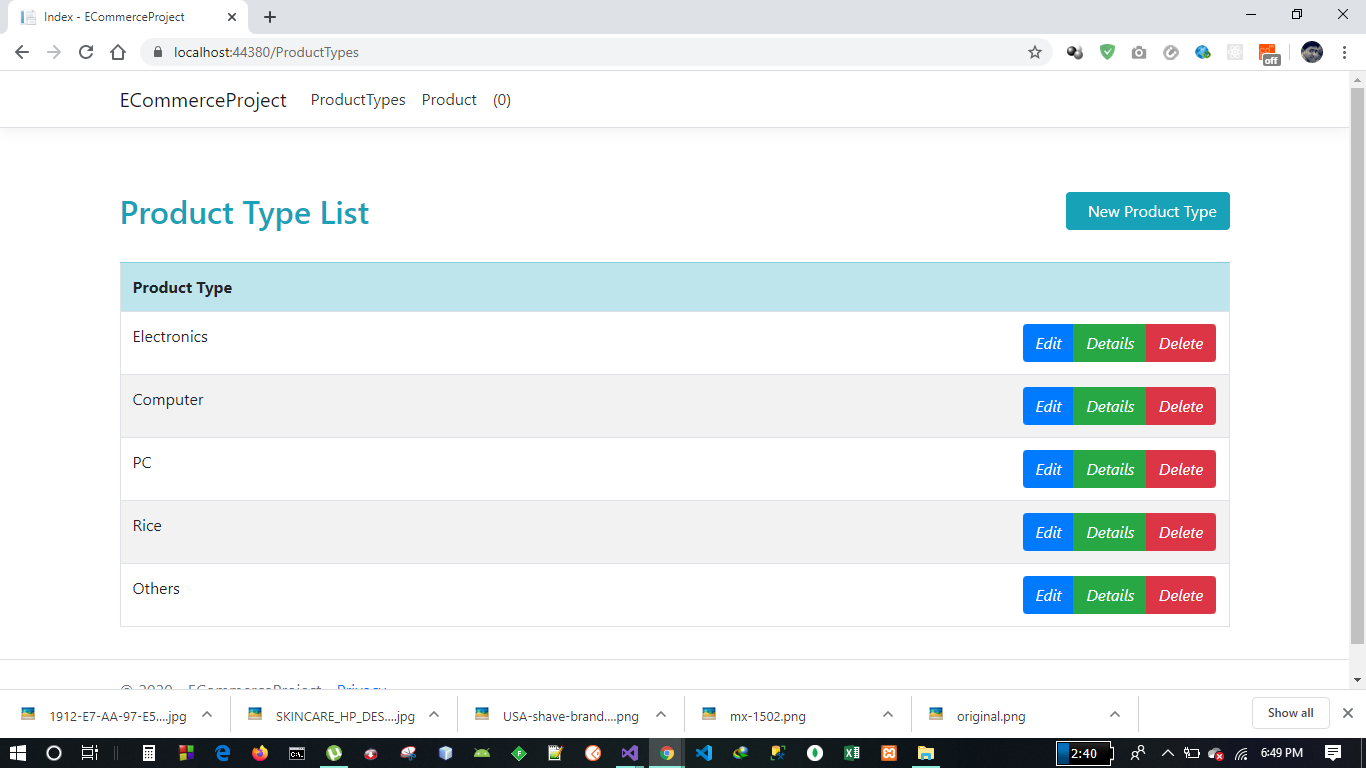 Index - ECommerceProject
localhost:44380/ProductTypes
off
ECommerceProject ProductTypes Product (0)
Product Type List
New Product Type
Product Type
Electronics Edit Details Delete
Computer Edit Details Delete
PC Edit Details Delete
Rice Edit Details Delete
Others Edit Details Delete
© 2020 - ECommerceProject - Privacy
1912-E7-AA-97-E5....jpg SKINCARE_HP_DES....jpg USA-shave-brand....png mx-1502.png original.png Show all
2:40 6:49 PM